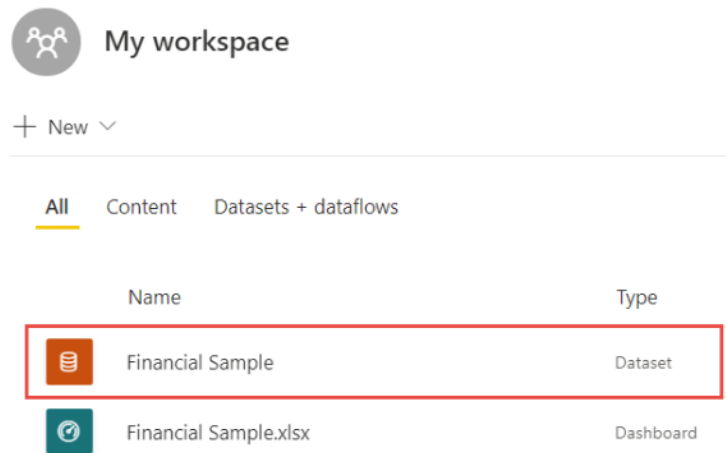 My workspace
New
All Content Datasets + dataflows
Name Type
Financial Sample Dataset
Financial Sample.xlsx Dashboard